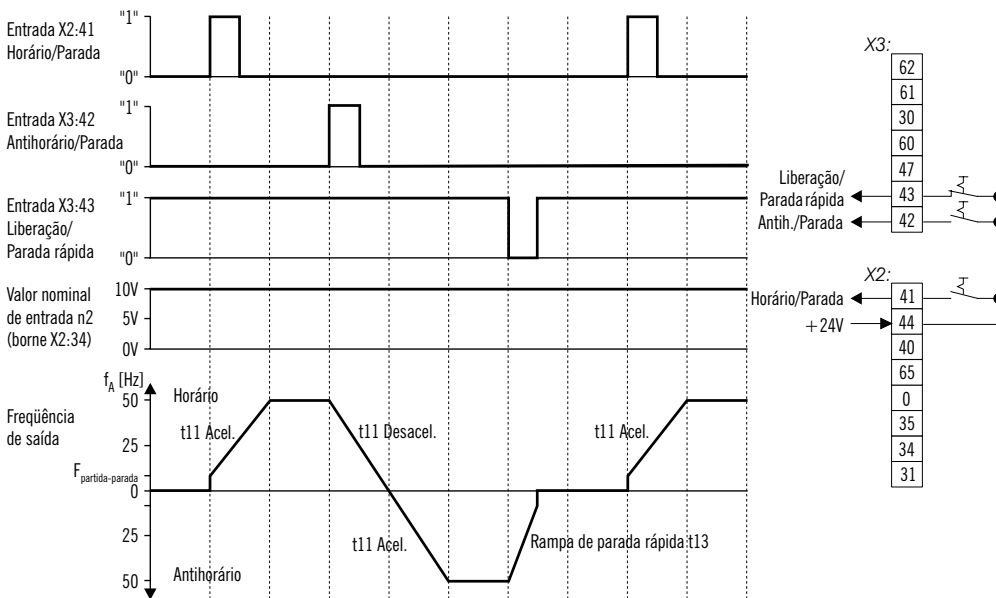 Entrada X2:41
Horário/Parada
"1"
"0"
Entrada X3:42
Antihorário/Parada
"1"
"0"
Entrada X3:43
Liberação/
Parada rápida
"1"
"0"
Valor nominal
de entrada n2
(borne X2:34)
10V
5V
0V
f_A [Hz]
Freqüência
de saída
50
25
F_partida-parada
0
25
50
Horário
t11 Acel.
t11 Desacel.
t11 Acel.
t11 Acel.
Rampa de parada rápida t13
Antihorário
X3:
62
61
30
60
47
43
42
Liberação/
Parada rápida
Antih./Parada
X2:
41
44
40
65
0
35
34
31
Horário/Parada
+24V